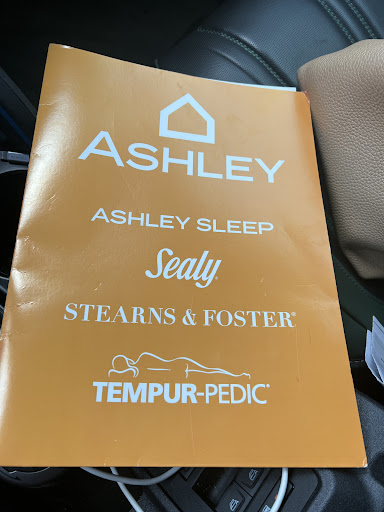 ASHLEY
ASHLEY SLEEP
Sealy
STEARNS & FOSTER®
TEMPUR-PEDIC®